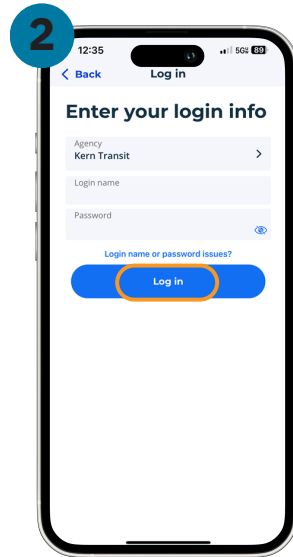 2
12:35
5G 89
Back
Log in
Enter your login info
Agency
Kern Transit
Login name
Password
Login name or password issues?
Log in